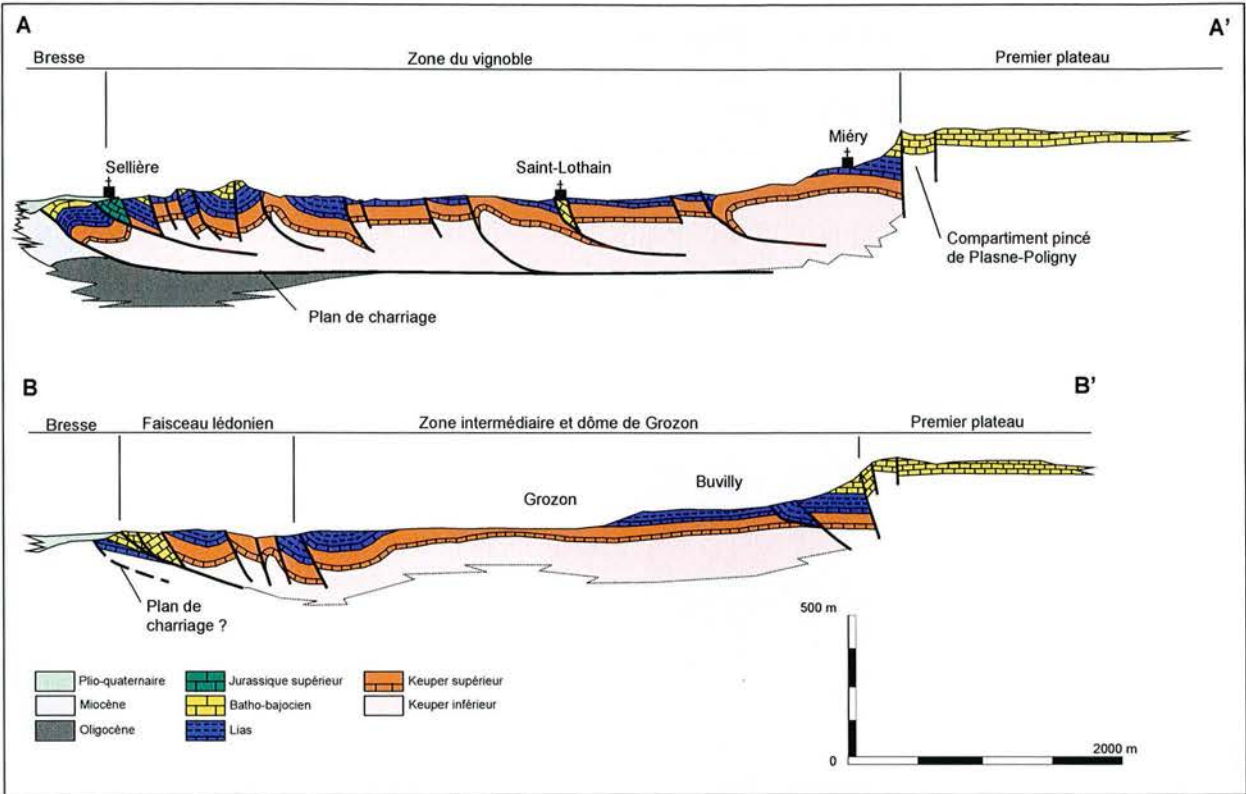 A
A'
Bresse
Zone du vignoble
Premier plateau
Sellière
Saint-Lothain
Miéry
Compartiment pincé
de Plasne-Poligny
Plan de charriage
B
B'
Bresse
Faisceau lédonien
Zone intermédiaire et dôme de Grozon
Premier plateau
Grozon
Buvilly
Plan de
charriage ?
500 m
0
2000 m
Plio-quaternaire
Jurassique supérieur
Keuper supérieur
Miocène
Batho-bajocien
Keuper inférieur
Oligocène
Lias